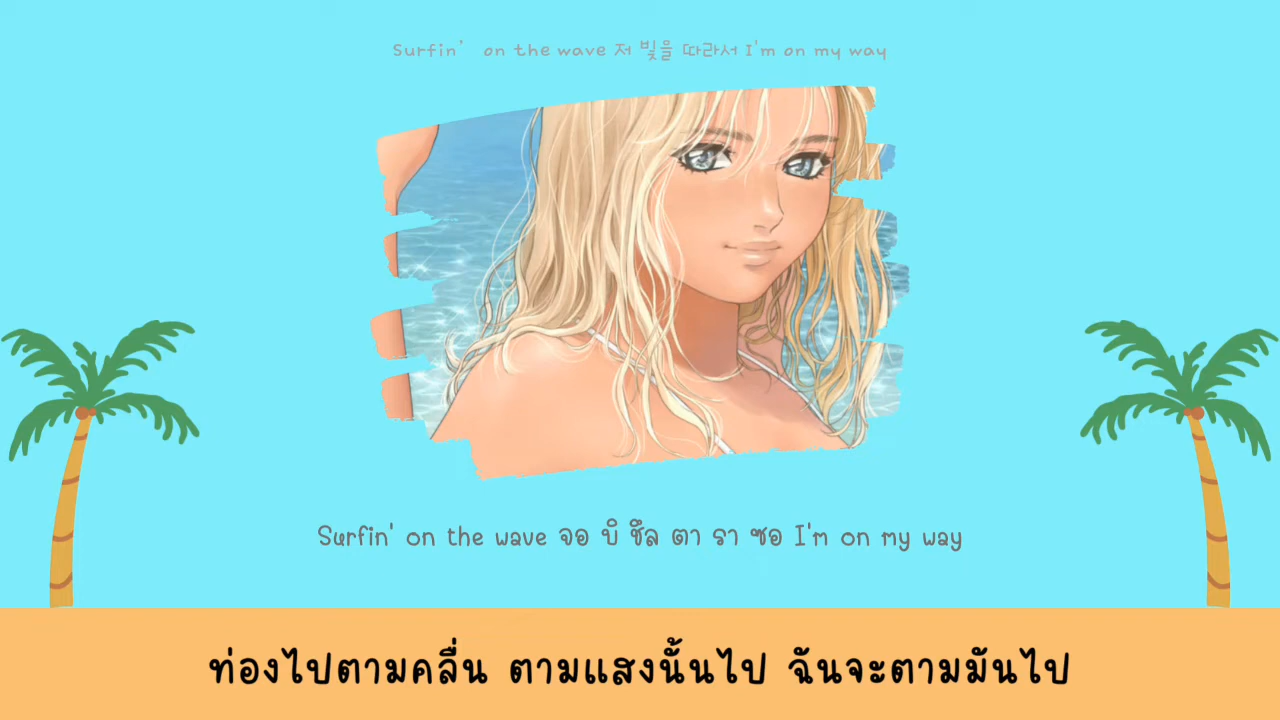 Surfin' on the wave 저 빛을 따라서 I'm on my way
Surfin' on the wave จอ บิ ชึล ตา รา ซอ I'm on my way
ท่องไปตามคลื่น ตามแสงนั้นไป ฉันจะตามมันไป